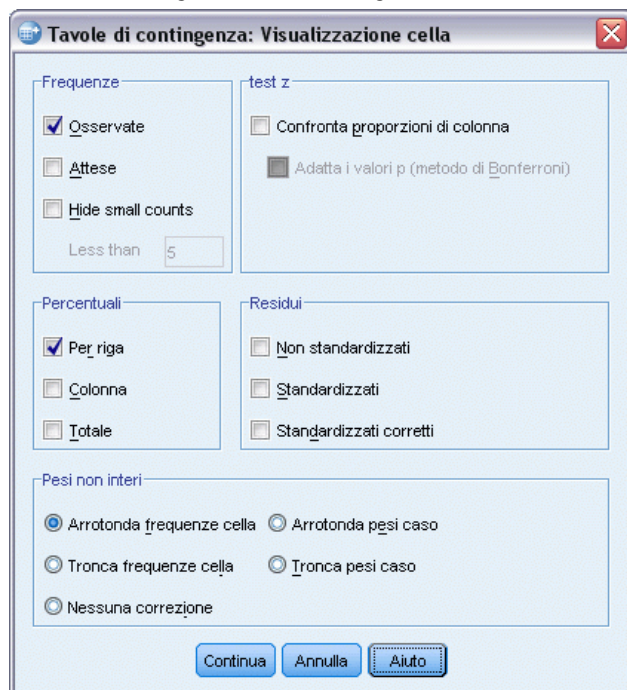 Tavole di contingenza: Visualizzazione cella
Frequenze
Osservate
Attese
Hide small counts
Less than 5
test z
Confronta proporzioni di colonna
Adatta i valori p (metodo di Bonferroni)
Percentuali
Per riga
Colonna
Totale
Residui
Non standardizzati
Standardizzati
Standardizzati corretti
Pesi non interi
Arrotonda frequenze cella Arrotonda pesi caso
Tronca frequenze cella Tronca pesi caso
Nessuna correzione
Continua Annulla Aiuto